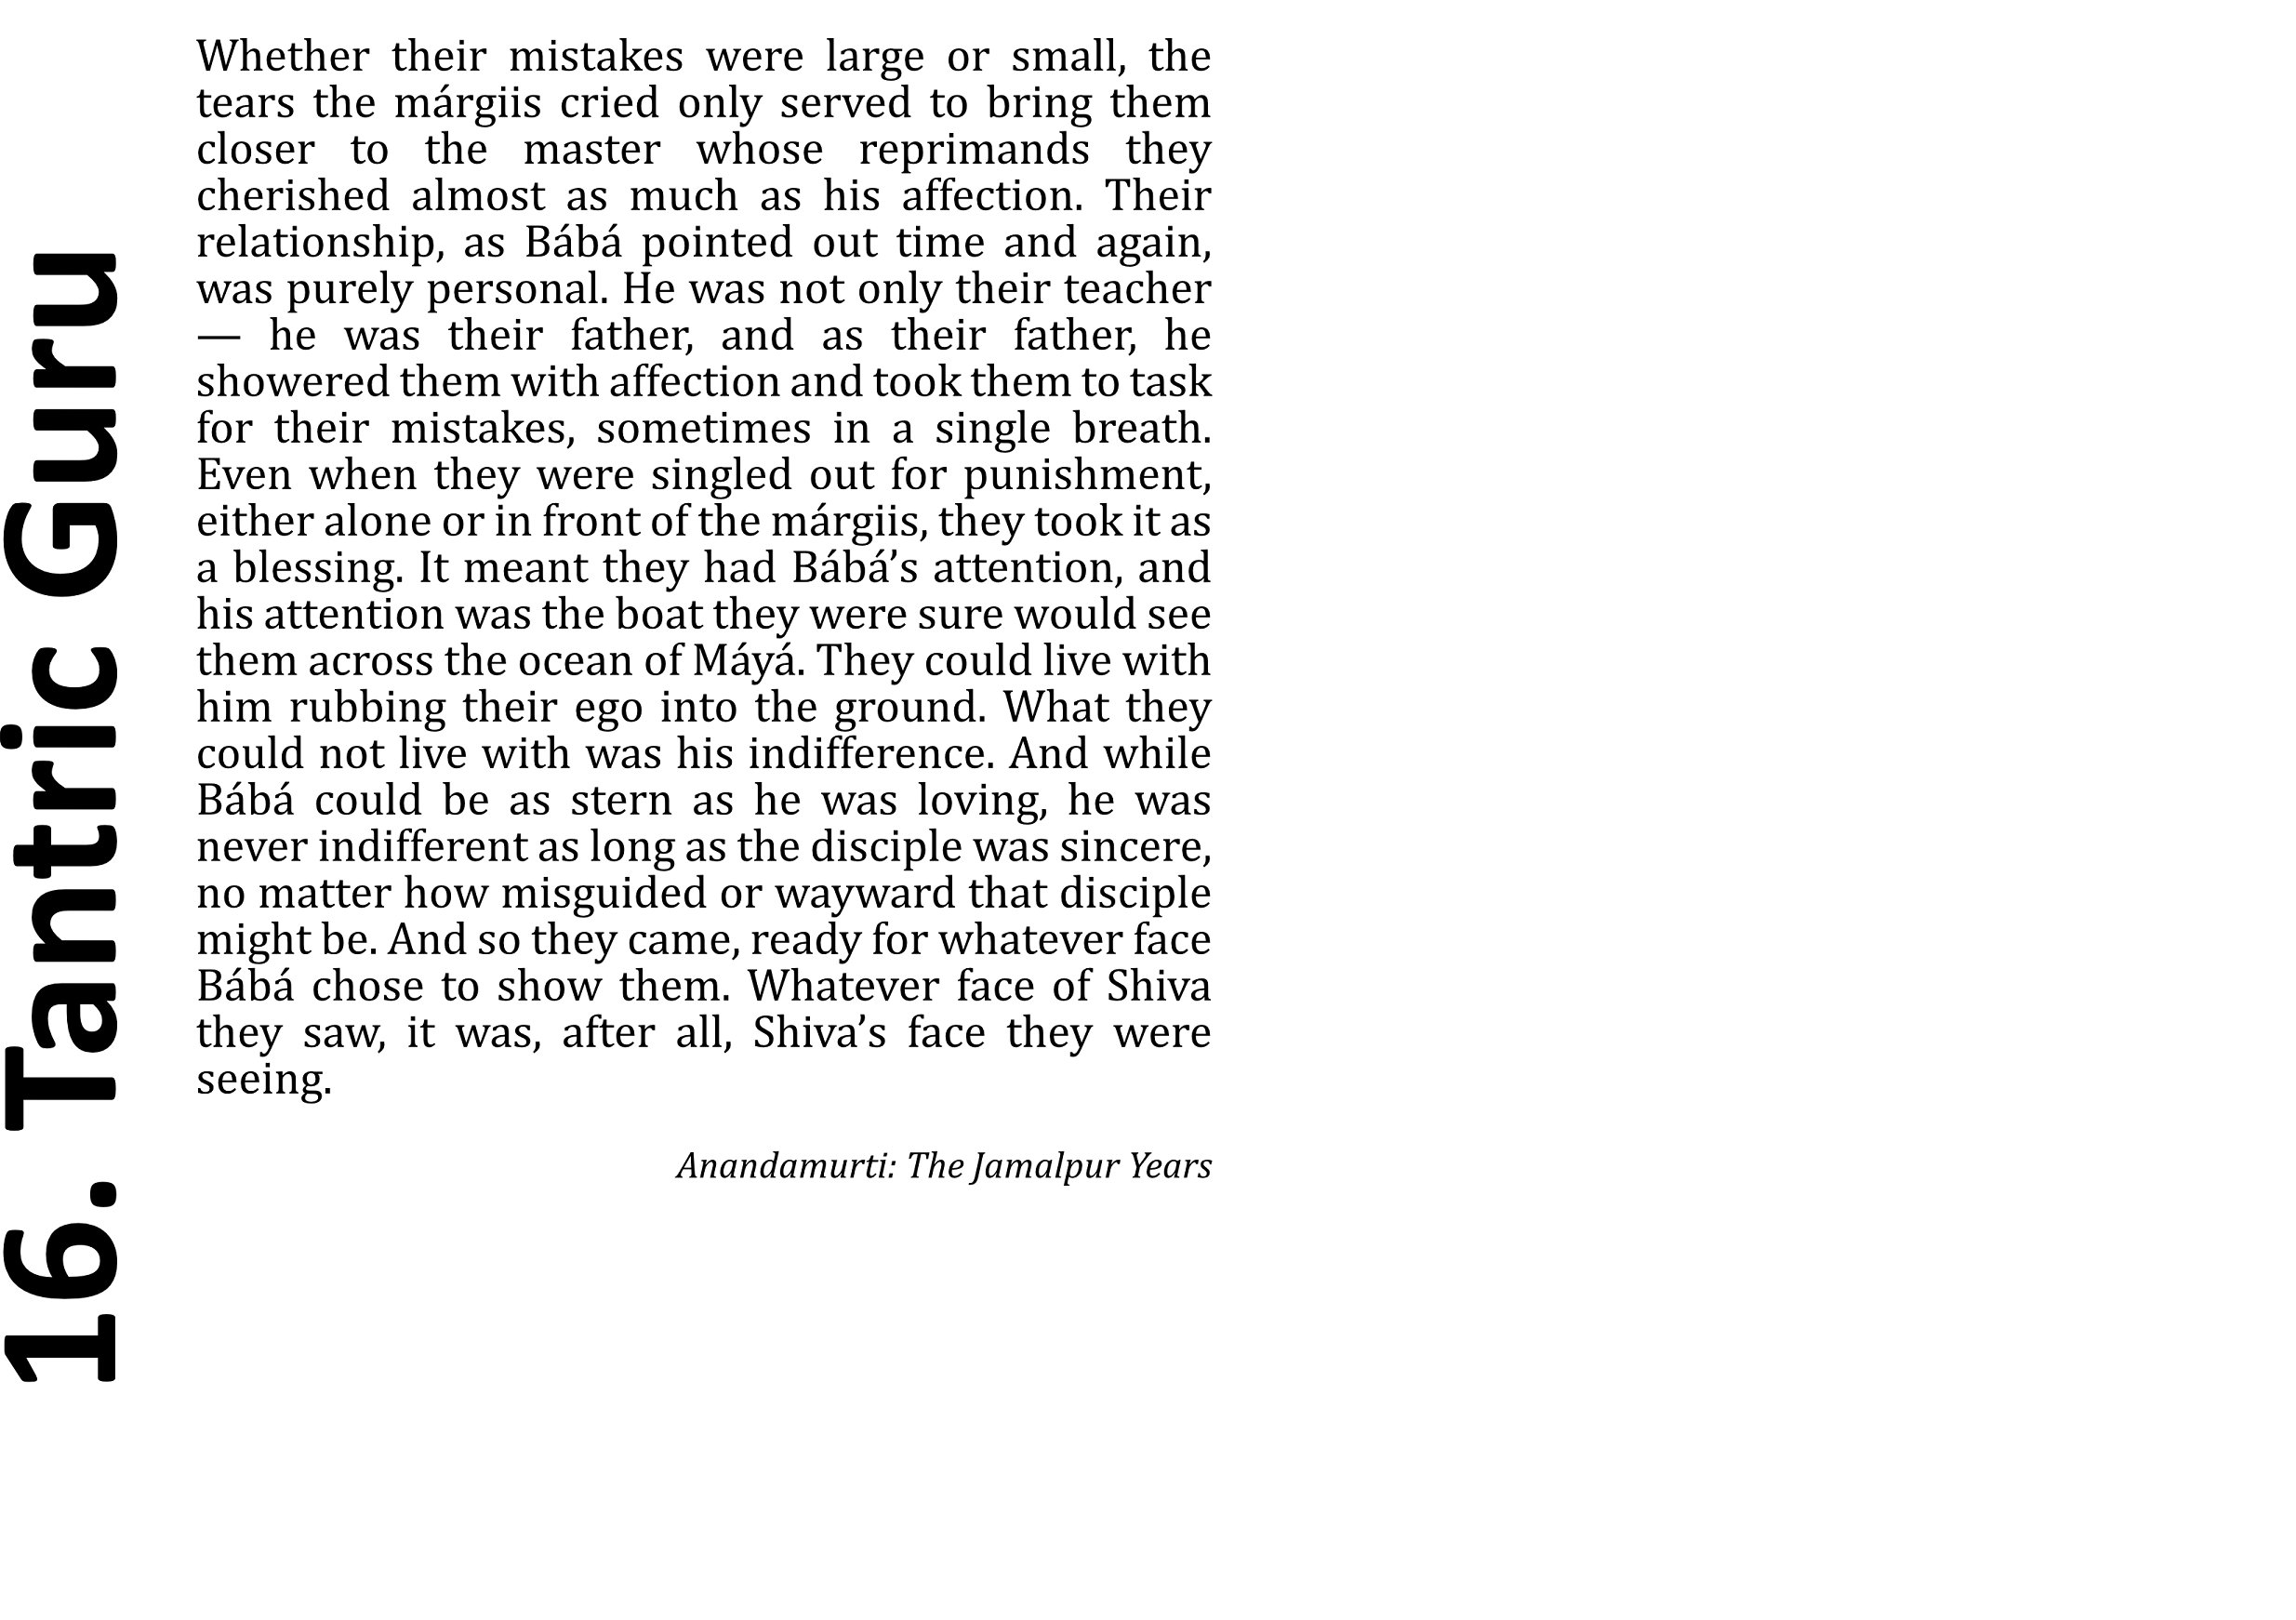 16. Tantric Guru
Whether their mistakes were large or small, the
tears the márgiis cried only served to bring them
closer to the master whose reprimands they
cherished almost as much as his affection. Their
relationship, as Bábá pointed out time and again,
was purely personal. He was not only their teacher
— he was their father, and as their father, he
showered them with affection and took them to task
for their mistakes, sometimes in a single breath.
Even when they were singled out for punishment,
either alone or in front of the márgiis, they took it as
a blessing. It meant they had Bábá’s attention, and
his attention was the boat they were sure would see
them across the ocean of Máyá. They could live with
him rubbing their ego into the ground. What they
could not live with was his indifference. And while
Bábá could be as stern as he was loving, he was
never indifferent as long as the disciple was sincere,
no matter how misguided or wayward that disciple
might be. And so they came, ready for whatever face
Bábá chose to show them. Whatever face of Shiva
they saw, it was, after all, Shiva’s face they were
seeing.
Anandamurti: The Jamalpur Years